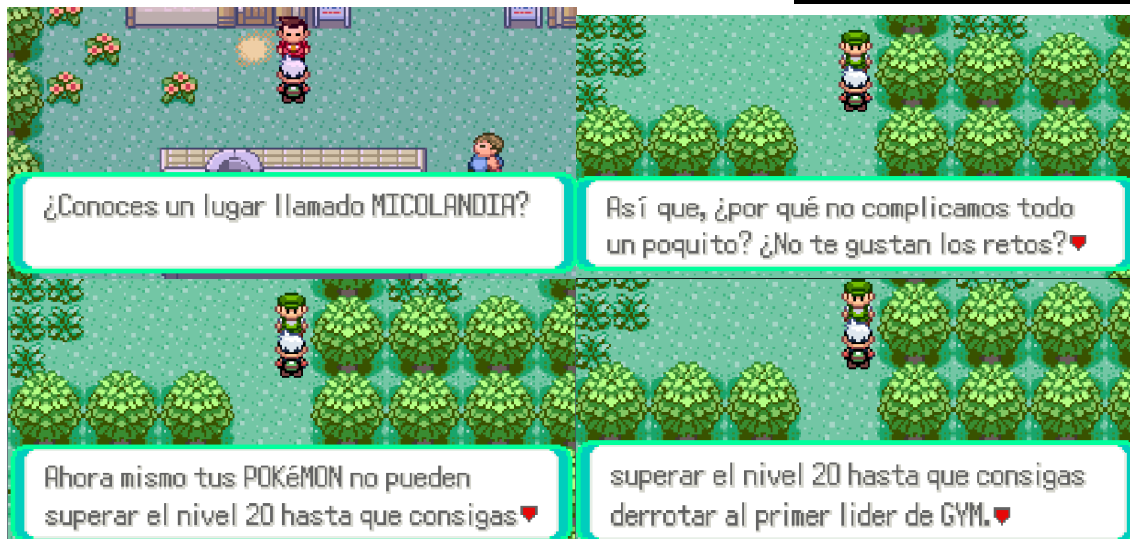 ¿Conoces un lugar llamado MICOLANDIA?
Así que, ¿por qué no complicamos todo
un poquito? ¿No te gustan los retos?
Ahora mismo tus POKéMON no pueden
superar el nivel 20 hasta que consigas
superar el nivel 20 hasta que consigas
derrotar al primer lider de GYM.